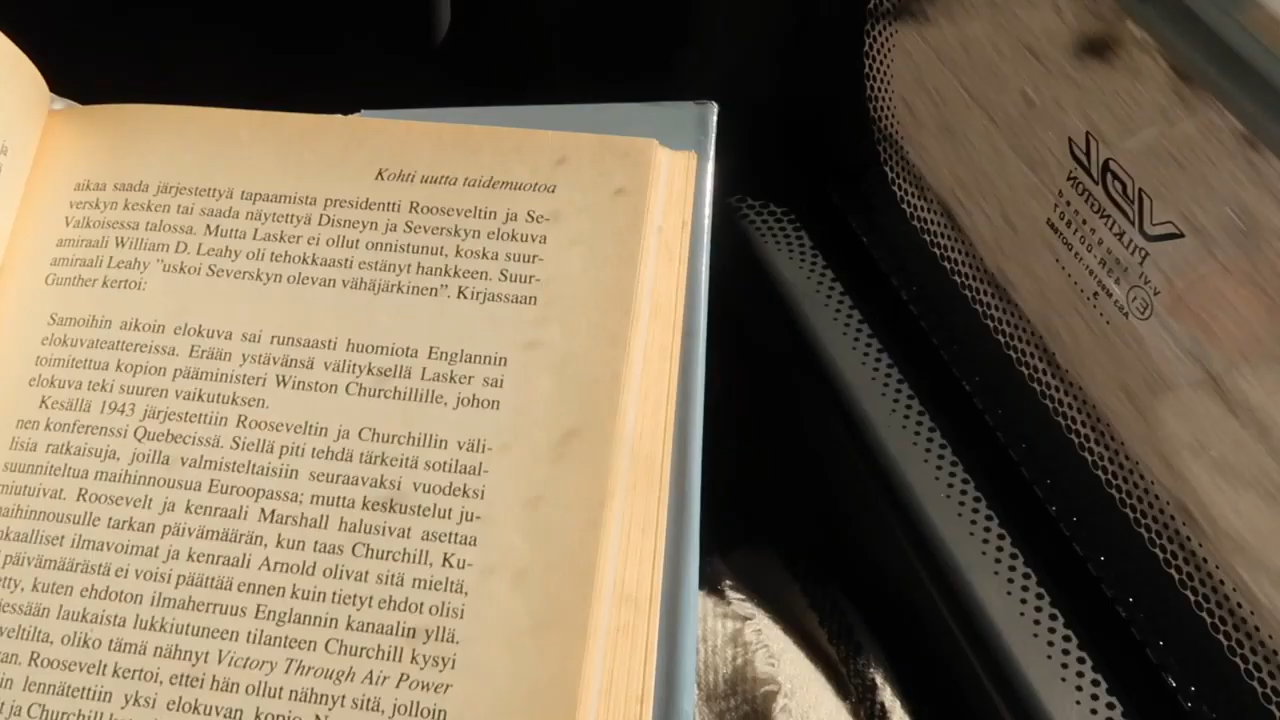 Kohti uutta taidemuotoa
aikaa saada järjestettyä tapaamista presidentti Rooseveltin ja Se-
verskyn kesken tai saada näytettyä Disneyn ja Severskyn elokuva
Valkoisessa talossa. Mutta Lasker ei ollut onnistunut, koska suur-
amiraali William D. Leahy oli tehokkaasti estänyt hankkeen. Suur-
amiraali Leahy ”uskoi Severskyn olevan vähäjärkinen”. Kirjassaan
Gunther kertoi:
Samoihin aikoin elokuva sai runsaasti huomiota Englannin
elokuvateattereissa. Erään ystävänsä välityksellä Lasker sai
toimitettua kopion pääministeri Winston Churchillille, johon
elokuva teki suuren vaikutuksen.
Kesällä 1943 järjestettiin Rooseveltin ja Churchillin väli-
nen konferenssi Quebecissä. Siellä piti tehdä tärkeitä sotilaal-
lisia ratkaisuja, joilla valmisteltaisiin seuraavaksi vuodeksi
suunniteltua maihinnousua Euroopassa; mutta keskustelut ju-
miutuivat. Roosevelt ja kenraali Marshall halusivat asettaa
maihinnousulle tarkan päivämäärän, kun taas Churchill, Ku-
nkaalliset ilmavoimat ja kenraali Arnold olivat sitä mieltä,
päivämäärästä ei voisi päättää ennen kuin tietyt ehdot olisi
etty, kuten ehdoton ilmaherruus Englannin kanaalin yllä.
essään laukaista lukkiutuneen tilanteen Churchill kysyi
veltilta, oliko tämä nähnyt Victory Through Air Power
an. Roosevelt kertoi, ettei hän ollut nähnyt sitä, jolloin
in lennätettiin yksi elokuvan kopio
t ja Churchill
VDL
PILKINGTON